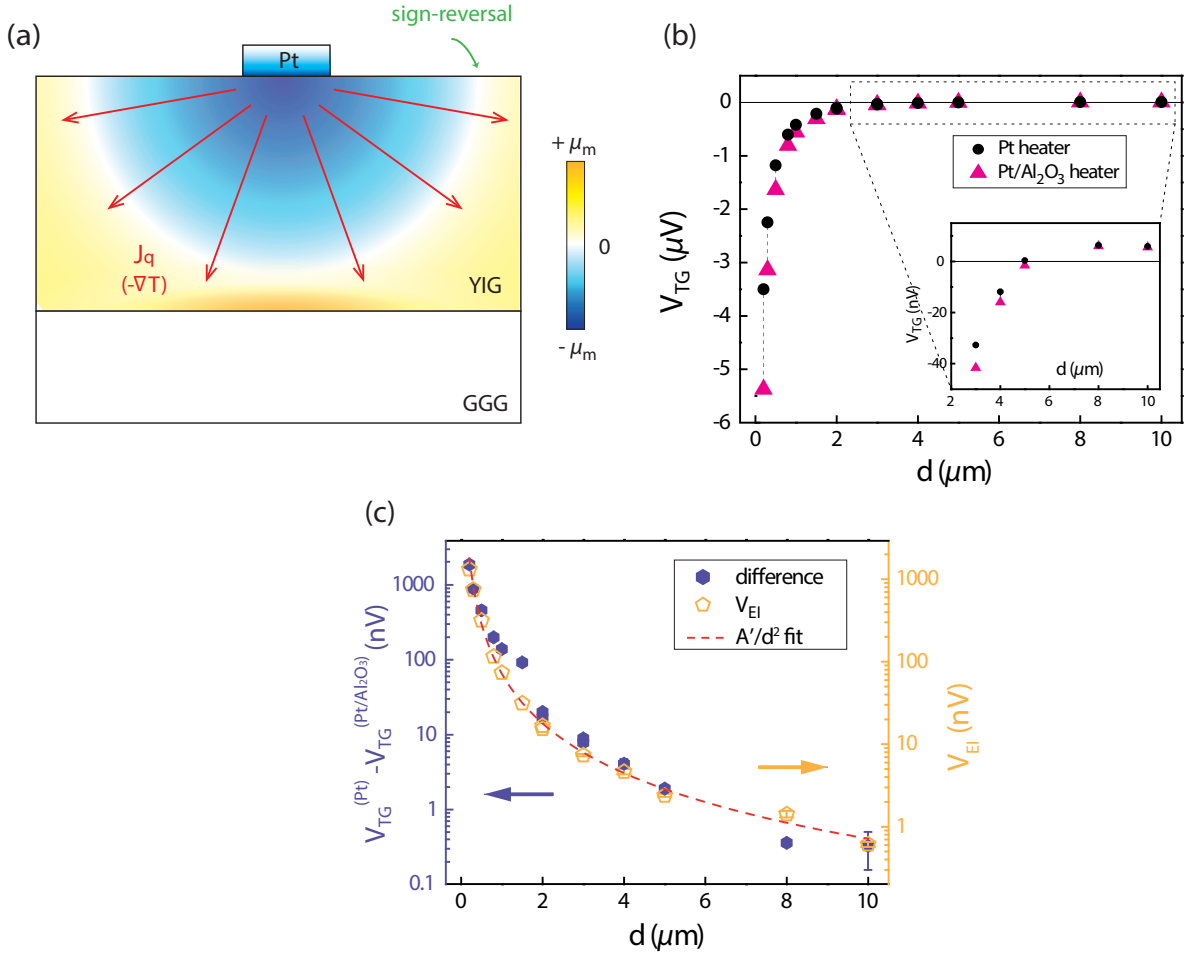 (a)
sign-reversal
Pt
+ μm
0
- μm
Jq
(-∇T)
YIG
GGG
(b)
VTG (μV)
0
-1
-2
-3
-4
-5
-6
0 2 4 6 8 10
d (μm)
Pt heater
Pt/Al2O3 heater
VTG (nV)
0
-20
-40
2 4 6 8 10
d (μm)
(c)
VTG(Pt)-VTG(Pt/Al2O3) (nV)
1000
100
10
1
0.1
0 2 4 6 8 10
d (μm)
difference
VEI
A'/d2 fit
1000
100
10
1
VEI (nV)